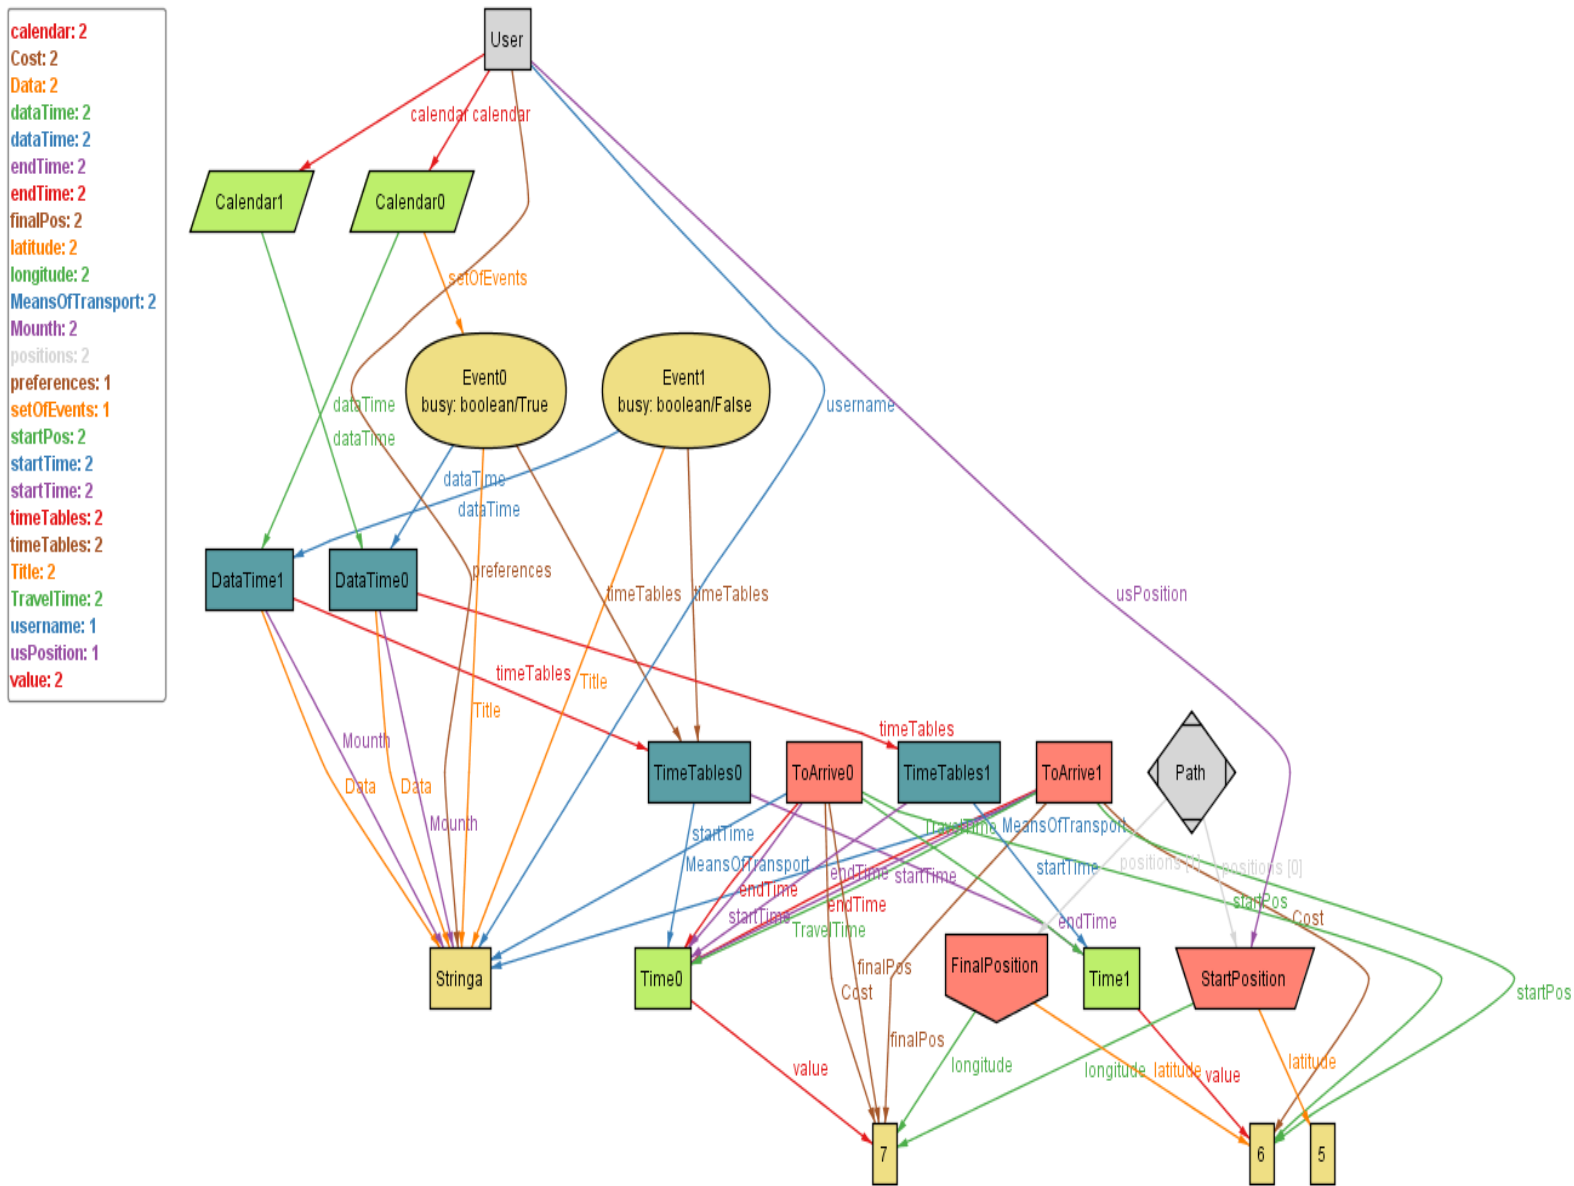 calendar: 2
Cost: 2
Data: 2
dataTime: 2
dataTime: 2
endTime: 2
endTime: 2
finalPos: 2
latitude: 2
longitude: 2
MeansOfTransport: 2
Mounth: 2
positions: 2
preferences: 1
setOfEvents: 1
startPos: 2
startTime: 2
startTime: 2
timeTables: 2
timeTables: 2
Title: 2
TravelTime: 2
username: 1
usPosition: 1
value: 2
User
calendar calendar
Calendar1
Calendar0
setOfEvents
Event0
busy: boolean/True
Event1
busy: boolean/False
dataTime
username
dataTime
dataTime
dataTime
DataTime1
DataTime0
preferences
timeTables
timeTables
usPosition
timeTables
Title
Title
timeTables
Mounth
Data
Data
Mounth
TimeTables0
ToArrive0
TimeTables1
ToArrive1
Path
startTime
TravelTime
MeansOfTransport
MeansOfTransport
endTime
startTime
startTime
positions [1]
positions [0]
endTime
endTime
startPos
startTime
endTime
Cost
TravelTime
Stringa
Time0
finalPos
Cost
FinalPosition
Time1
StartPosition
startPos
finalPos
value
longitude
longitude
latitude
value
latitude
7
6
5